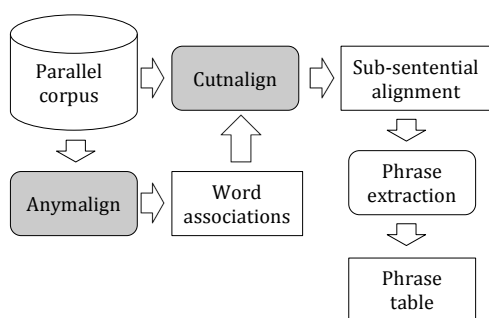 Parallel
corpus
Cutnalign
Sub-sentential
alignment
Anymalign
Word
associations
Phrase
extraction
Phrase
table